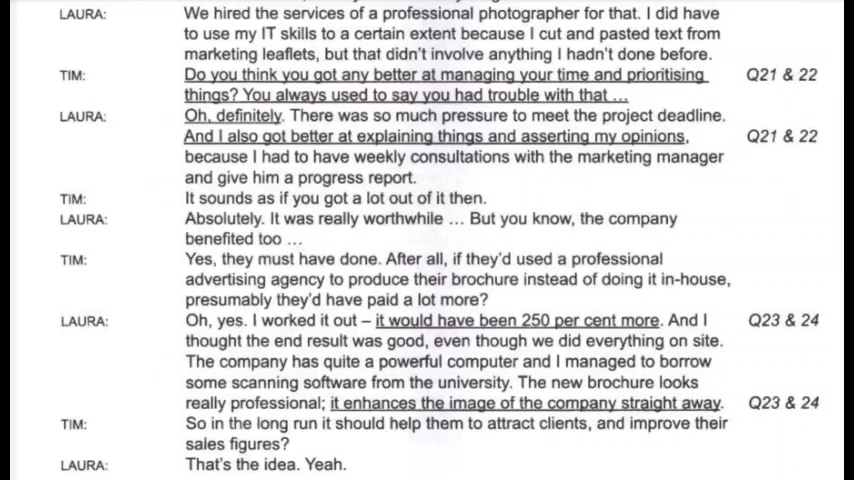 LAURA: We hired the services of a professional photographer for that. I did have
to use my IT skills to a certain extent because I cut and pasted text from
marketing leaflets, but that didn't involve anything I hadn't done before.
TIM: Do you think you got any better at managing your time and prioritising Q21 & 22
things? You always used to say you had trouble with that ...
LAURA: Oh, definitely. There was so much pressure to meet the project deadline.
And I also got better at explaining things and asserting my opinions, Q21 & 22
because I had to have weekly consultations with the marketing manager
and give him a progress report.
TIM: It sounds as if you got a lot out of it then.
LAURA: Absolutely. It was really worthwhile ... But you know, the company
benefited too ...
TIM: Yes, they must have done. After all, if they'd used a professional
advertising agency to produce their brochure instead of doing it in-house,
presumably they'd have paid a lot more?
LAURA: Oh, yes. I worked it out – it would have been 250 per cent more. And I Q23 & 24
thought the end result was good, even though we did everything on site.
The company has quite a powerful computer and I managed to borrow
some scanning software from the university. The new brochure looks
really professional; it enhances the image of the company straight away. Q23 & 24
TIM: So in the long run it should help them to attract clients, and improve their
sales figures?
LAURA: That's the idea. Yeah.